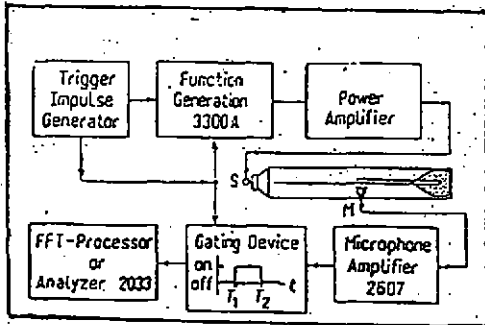 Trigger
Impulse
Generator
Function
Generation
3300A
Power
Amplifier
S
M
FFT-Processor
or
Analyzer 2033
Gating Device
on
off
T₁ T₂ t
Microphone
Amplifier
2607